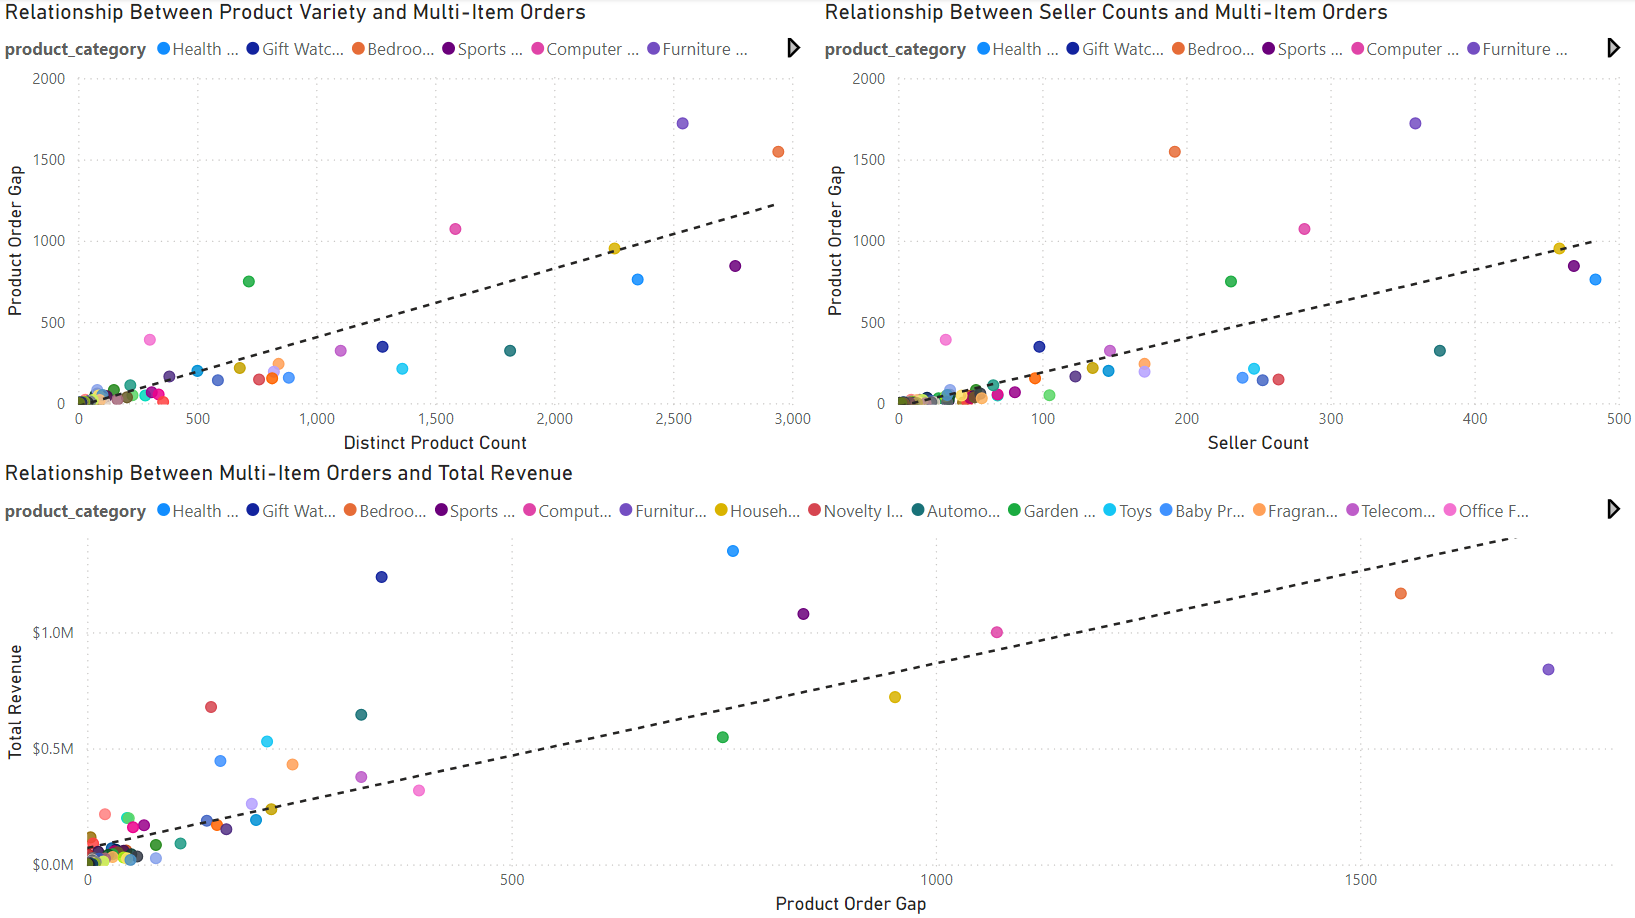 Relationship Between Product Variety and Multi-Item Orders
product_category Health ... Gift Watc... Bedroo... Sports ... Computer ... Furniture ...
2000
1500
1000
500
0
Product Order Gap
0 500 1,000 1,500 2,000 2,500 3,000
Distinct Product Count
Relationship Between Seller Counts and Multi-Item Orders
product_category Health ... Gift Watc... Bedroo... Sports ... Computer ... Furniture ...
2000
1500
1000
500
0
Product Order Gap
0 100 200 300 400 500
Seller Count
Relationship Between Multi-Item Orders and Total Revenue
product_category Health ... Gift Wat... Bedroo... Sports ... Comput... Furnitur... Househ... Novelty I... Automo... Garden ... Toys Baby Pr... Fragran... Telecom... Office F...
$1.0M
$0.5M
$0.0M
Total Revenue
0 500 1000 1500
Product Order Gap